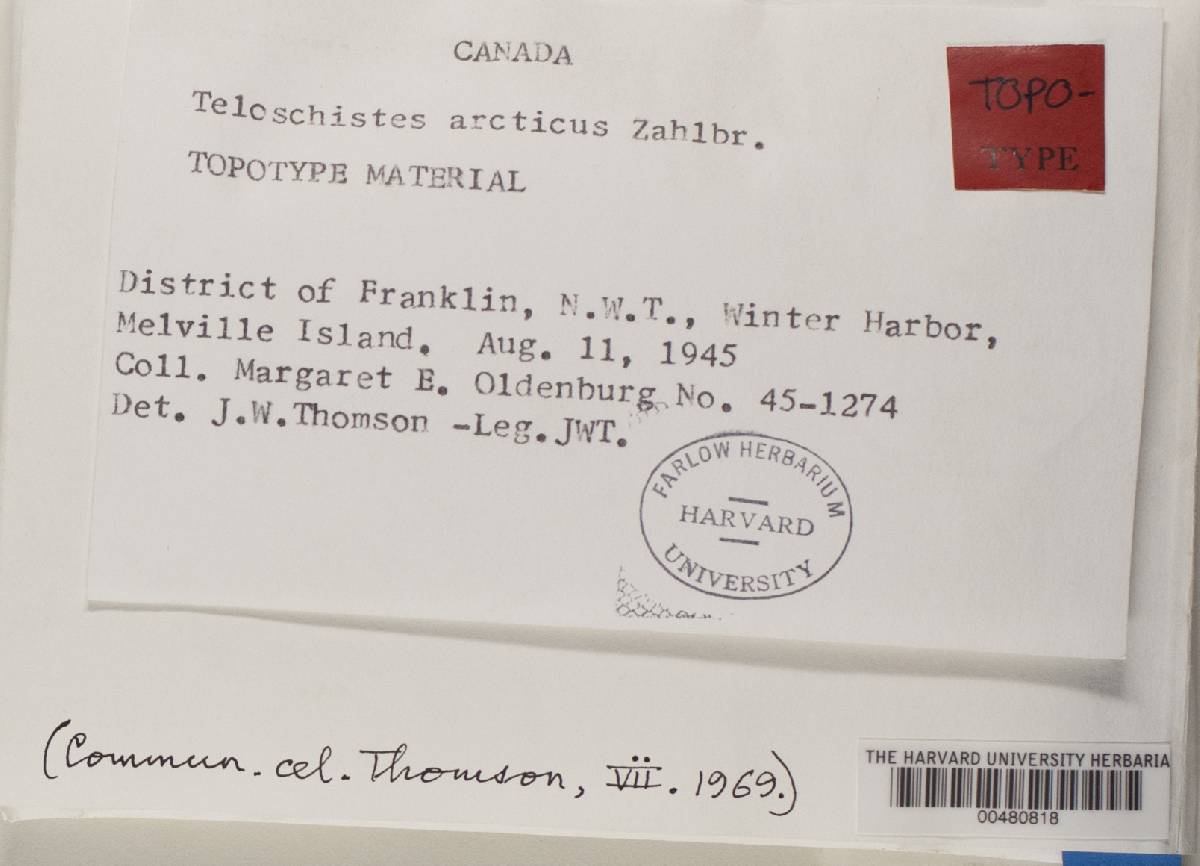 CANADA
Teloschistes arcticus Zahlbr.
TOPOTYPE MATERIAL
TOPO-
TYPE
District of Franklin, N.W.T., Winter Harbor,
Melville Island. Aug. 11, 1945
Coll. Margaret E. Oldenburg No. 45-1274
Det. J.W.Thomson -Leg.JWT.
FARLOW HERBARIUM
HARVARD
UNIVERSITY
(Commun. cel. Thomson, VII. 1969.)
THE HARVARD UNIVERSITY HERBARIA
00480818